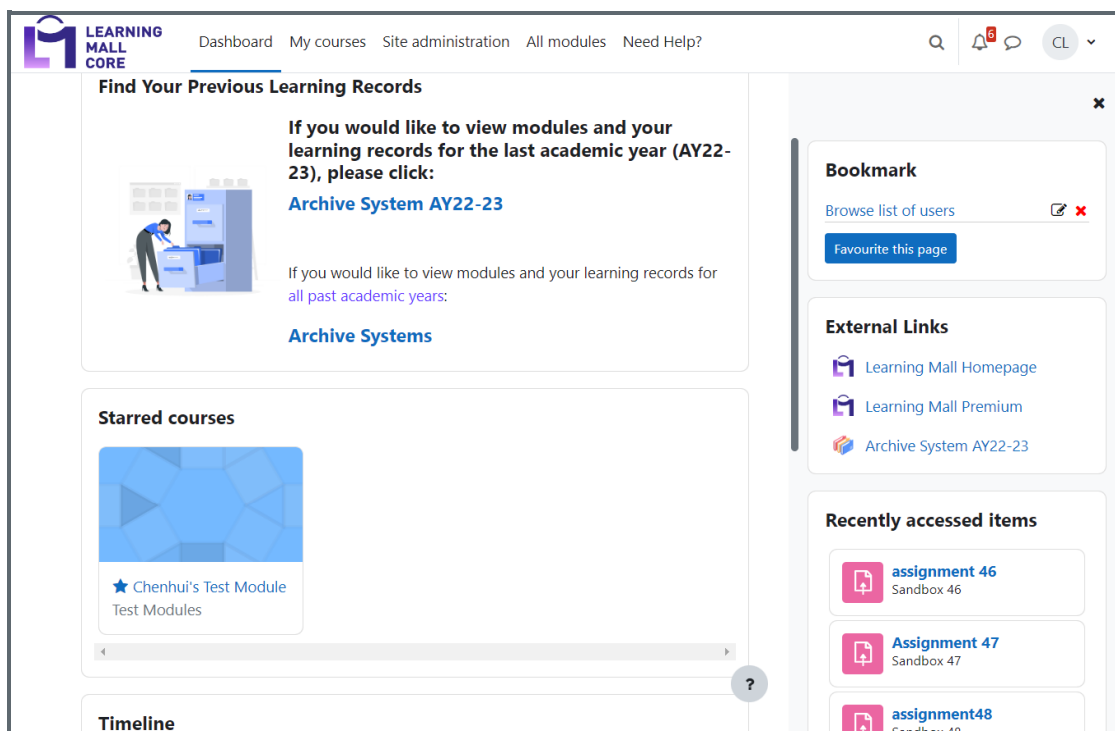 LEARNING
MALL
CORE
Dashboard My courses Site administration All modules Need Help?
6
CL
Find Your Previous Learning Records
If you would like to view modules and your
learning records for the last academic year (AY22-
23), please click:
Archive System AY22-23
If you would like to view modules and your learning records for
all past academic years:
Archive Systems
Starred courses
Chenhui's Test Module
Test Modules
?
Timeline
Bookmark
Browse list of users
Favourite this page
External Links
Learning Mall Homepage
Learning Mall Premium
Archive System AY22-23
Recently accessed items
assignment 46
Sandbox 46
Assignment 47
Sandbox 47
assignment48
Sandbox 48